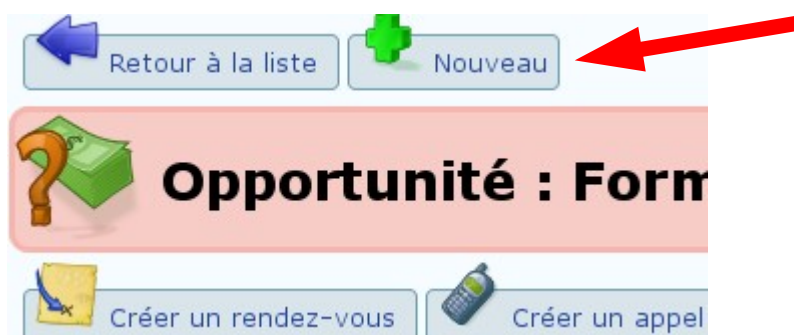 Retour à la liste Nouveau
Opportunité : Form
Créer un rendez-vous Créer un appel